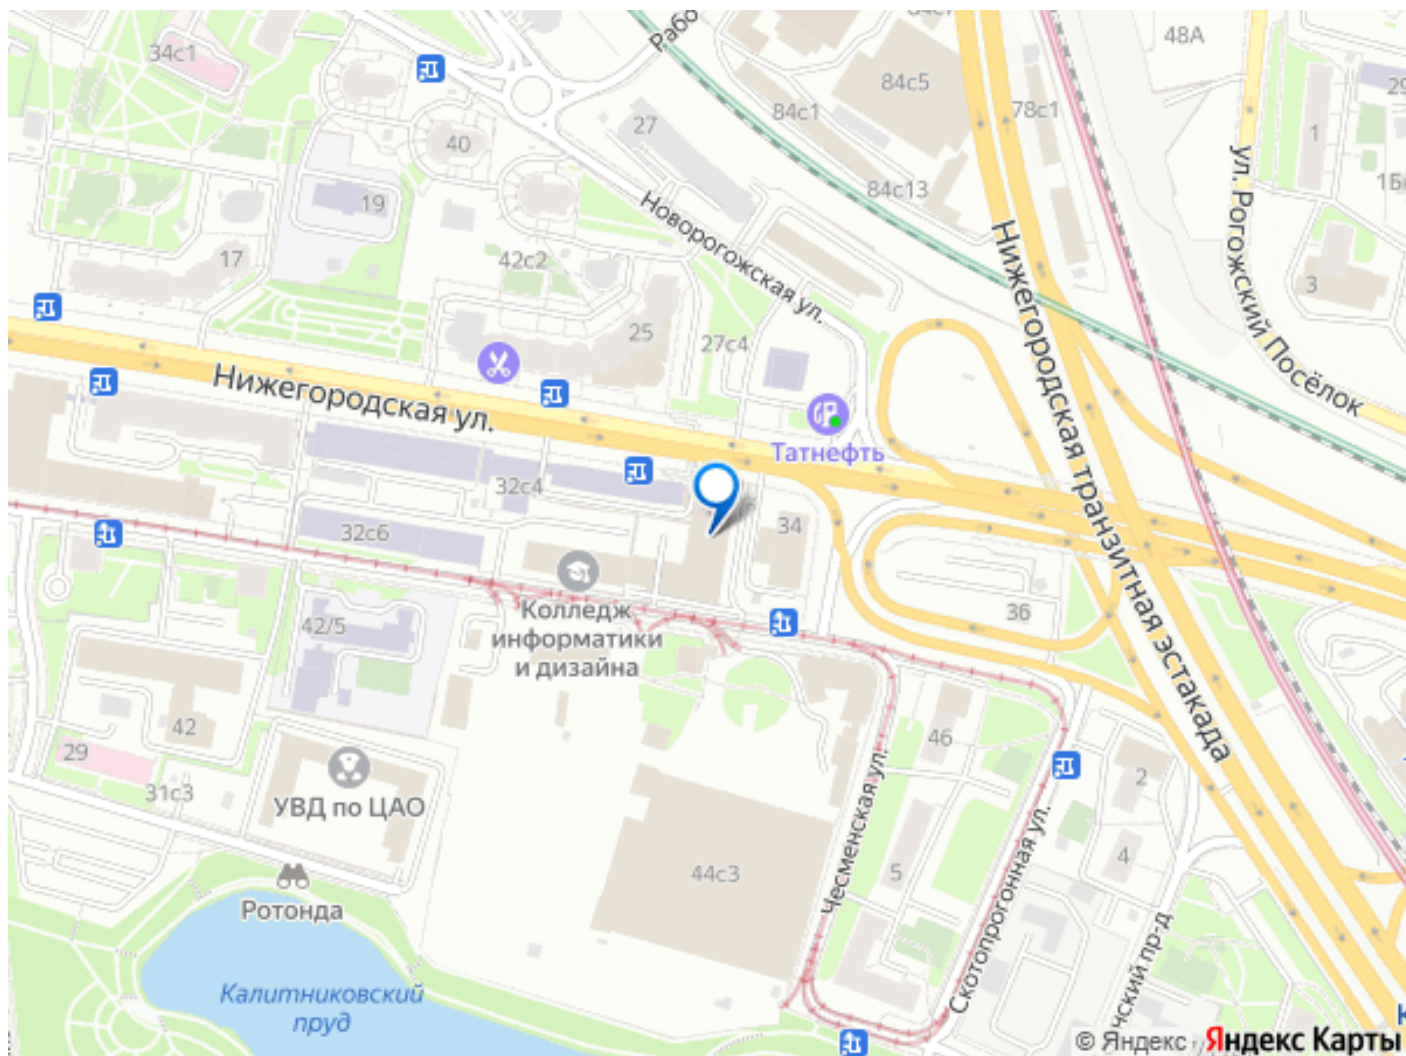 34с1
Рабо
84с5
84с1
78с1
48А
29
1
27
40
84с13
1Б
19
Новорогожская ул.
Нижегородская транзитная эстакада
ул. Рогожский Посёлок
17
42с2
3
25
27с4
Нижегородская ул.
Татнефть
32с4
34
32с6
Колледж
информатики
и дизайна
42/5
36
42
46
29
31с3
УВД по ЦАО
2
4
44с3
5
Чесменская ул.
Скотопрогонная ул.
Ротонда
нский пр-д
Калитниковский
пруд
К
© Яндекс
Яндекс Карты